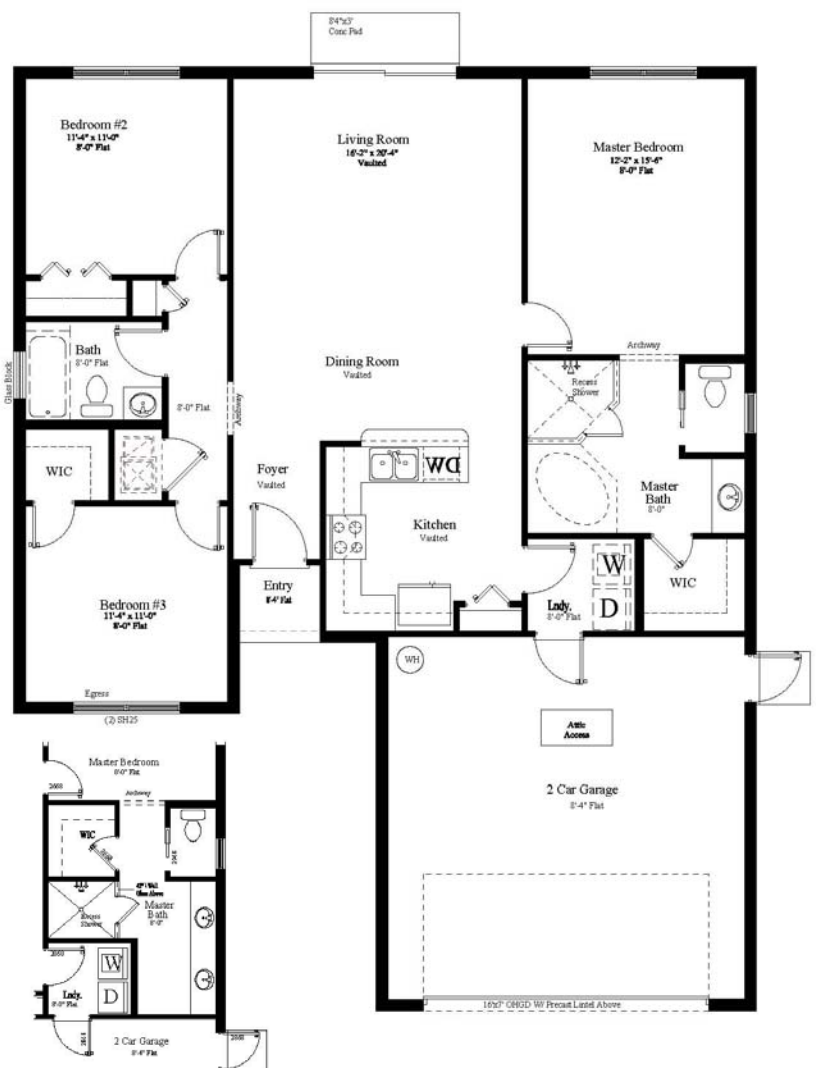 8'4"x3'
Conc Pad
Bedroom #2
11'-4" x 11'-0"
8'-0" Flat
Living Room
16'-2" x 20'-4"
Vaulted
Master Bedroom
12'-2" x 15'-6"
8'-0" Flat
Archway
Bath
8'-0" Flat
Glass Block
Dining Room
Vaulted
Recess
Shower
8'-0" Flat
Archway
WIC
Foyer
Vaulted
DW
Master
Bath
8'-0"
Kitchen
Vaulted
Entry
8'-4" Flat
W
D
Lndy.
8'-0" Flat
WIC
Bedroom #3
11'-4" x 11'-0"
8'-0" Flat
Egress
(2) SH25
WH
Attic
Access
2 Car Garage
8'-4" Flat
16'x7' OHGD W/ Precast Lintel Above
Master Bedroom
8'-0" Flat
2668
Archway
WIC
2068
Glass Above
Recess
Shower
Master
Bath
8'-0"
W
D
Lndy.
8'-0" Flat
2 Car Garage
8'-4" Flat